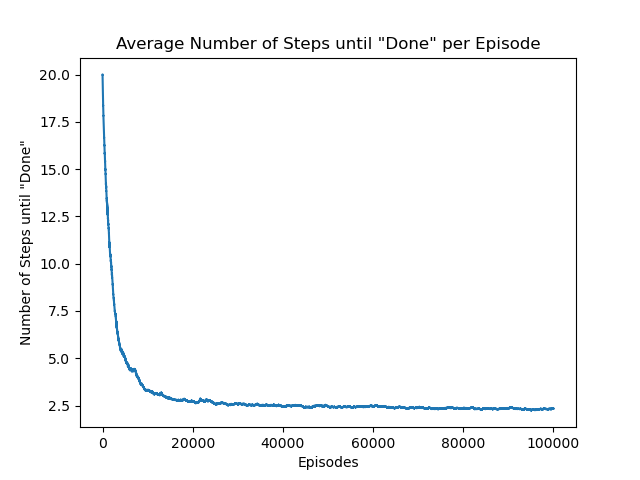 Average Number of Steps until "Done" per Episode
20.0
17.5
15.0
12.5
10.0
7.5
5.0
2.5
Number of Steps until "Done"
0 20000 40000 60000 80000 100000
Episodes